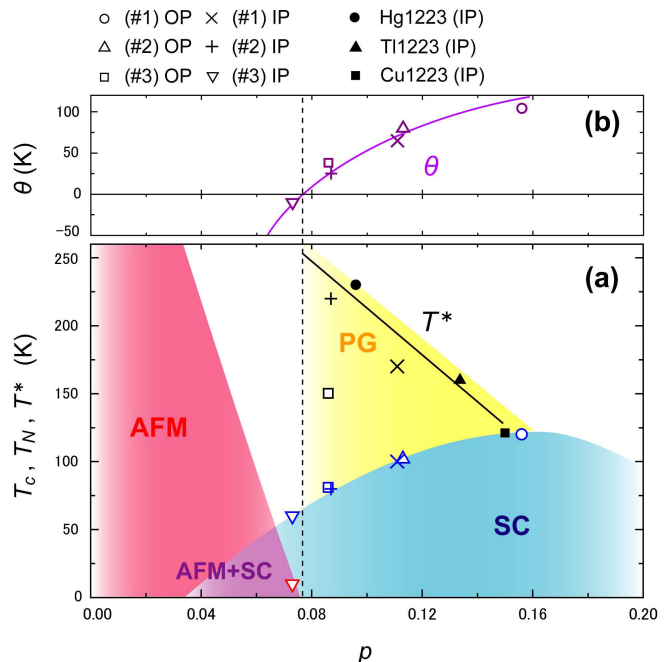 (#1) OP (#1) IP Hg1223 (IP)
(#2) OP (#2) IP Tl1223 (IP)
(#3) OP (#3) IP Cu1223 (IP)
θ (K)
100
50
0
−50
(b)
θ
T_c , T_N , T* (K)
250
200
150
100
50
0
(a)
T*
PG
AFM
SC
AFM+SC
0.00 0.04 0.08 0.12 0.16 0.20
p